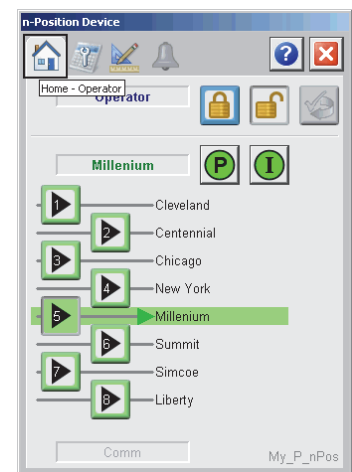 n-Position Device
Home - Operator
Operator
Millenium
P
I
1 Cleveland
2 Centennial
3 Chicago
4 New York
5 Millenium
6 Summit
7 Simcoe
8 Liberty
Comm
My_P_nPos